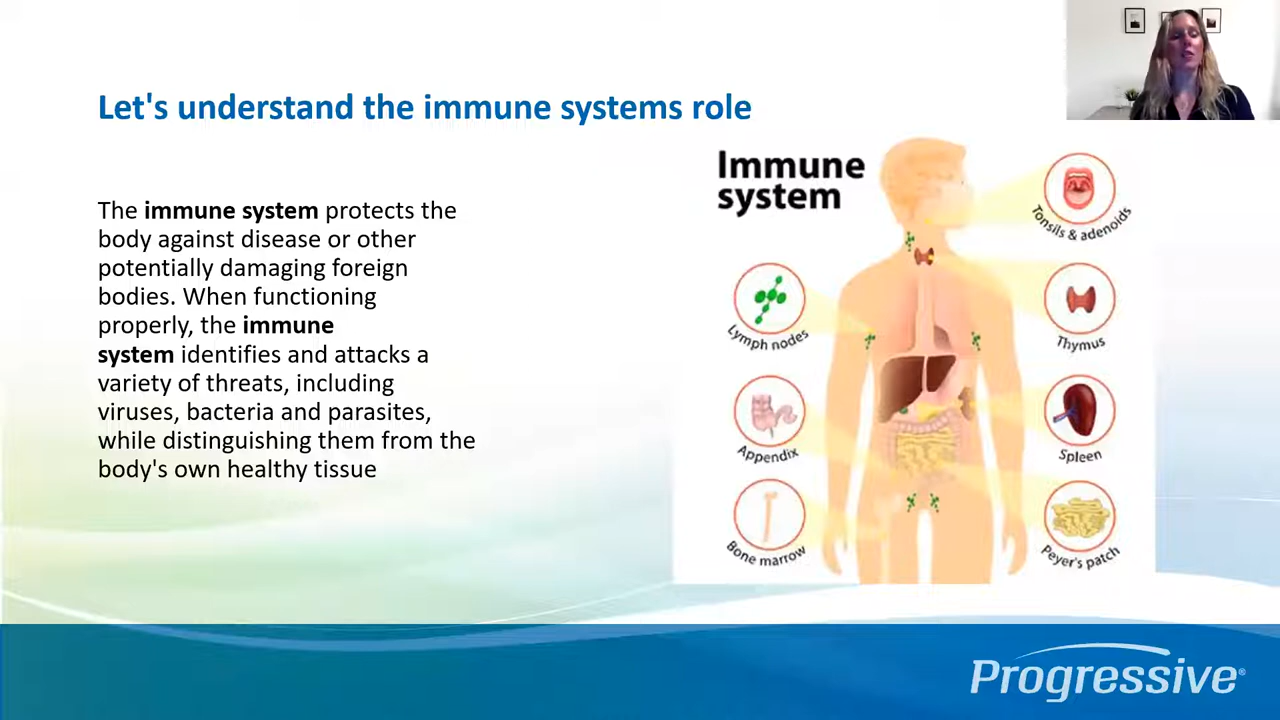 Let's understand the immune systems role
The immune system protects the
body against disease or other
potentially damaging foreign
bodies. When functioning
properly, the immune
system identifies and attacks a
variety of threats, including
viruses, bacteria and parasites,
while distinguishing them from the
body's own healthy tissue
Immune
system
Tonsils & adenoids
Lymph nodes
Thymus
Appendix
Spleen
Bone marrow
Peyer's patch
Progressive®